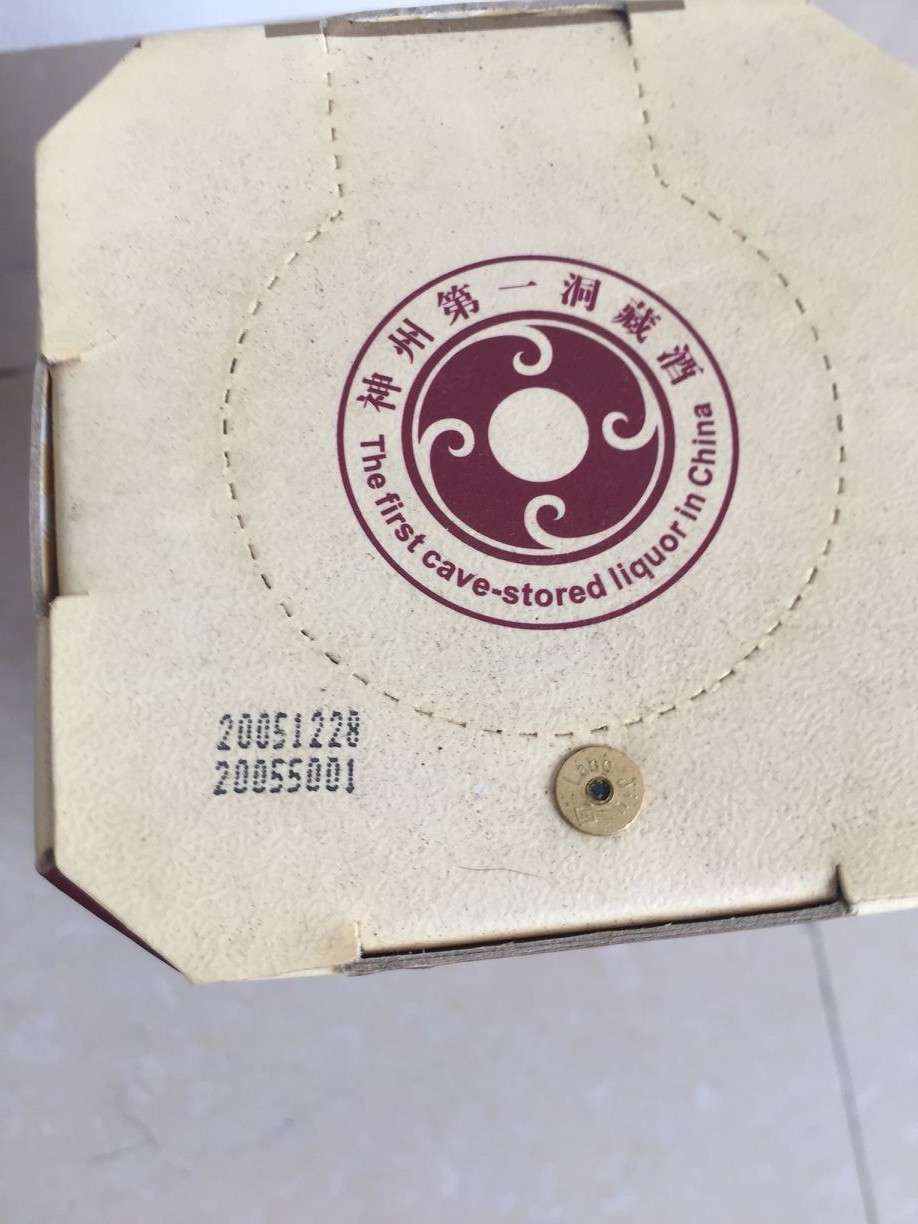 神州第一洞藏酒
The first cave-stored liquor in China
20051228
20055001